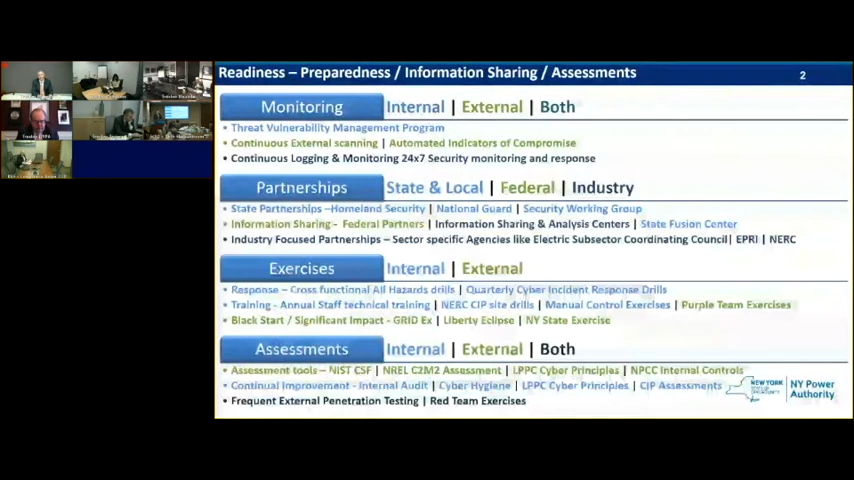 Readiness – Preparedness / Information Sharing / Assessments
2
Monitoring Internal | External | Both
• Threat Vulnerability Management Program
• Continuous External scanning | Automated Indicators of Compromise
• Continuous Logging & Monitoring 24x7 Security monitoring and response
Partnerships State & Local | Federal | Industry
• State Partnerships –Homeland Security | National Guard | Security Working Group
• Information Sharing - Federal Partners | Information Sharing & Analysis Centers | State Fusion Center
• Industry Focused Partnerships – Sector specific Agencies like Electric Subsector Coordinating Council| EPRI | NERC
Exercises Internal | External
• Response – Cross functional All Hazards drills | Quarterly Cyber Incident Response Drills
• Training - Annual Staff technical training | NERC CIP site drills | Manual Control Exercises | Purple Team Exercises
• Black Start / Significant Impact - GRID Ex | Liberty Eclipse | NY State Exercise
Assessments Internal | External | Both
• Assessment tools – NIST CSF | NREL C2M2 Assessment | LPPC Cyber Principles | NPCC Internal Controls
• Continual Improvement - Internal Audit | Cyber Hygiene | LPPC Cyber Principles | CIP Assessments
• Frequent External Penetration Testing | Red Team Exercises
NEW YORK
NY Power
Authority